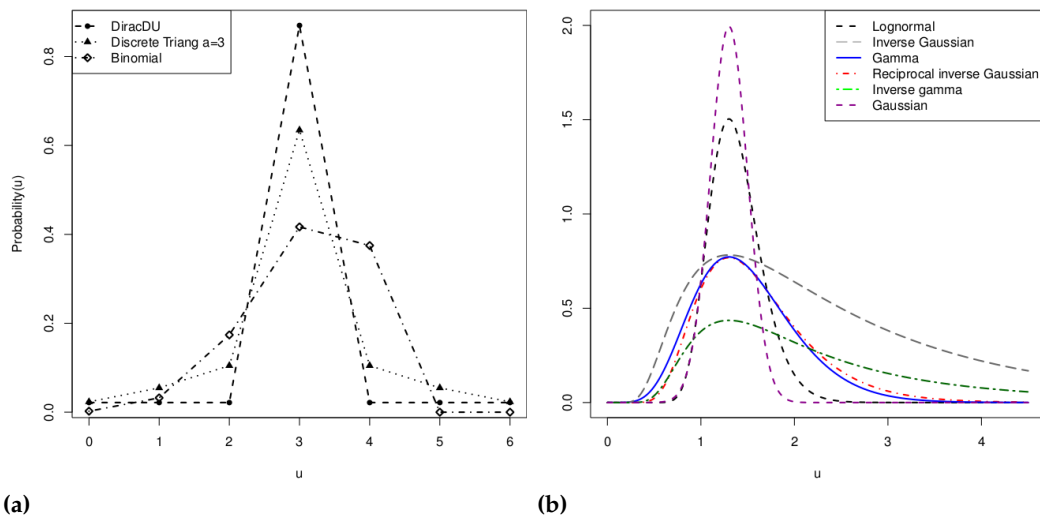 DiracDU
Discrete Triang a=3
Binomial
Probability(u)
0.8
0.6
0.4
0.2
0.0
0 1 2 3 4 5 6
u
(a)
Lognormal
Inverse Gaussian
Gamma
Reciprocal inverse Gaussian
Inverse gamma
Gaussian
2.0
1.5
1.0
0.5
0.0
0 1 2 3 4
u
(b)